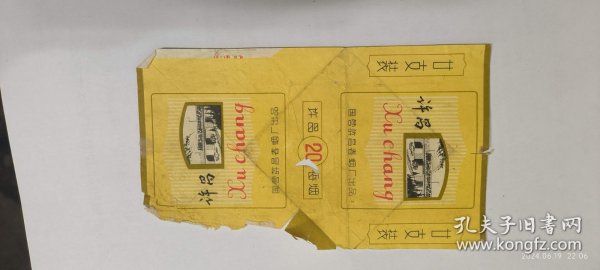 廿支装
许昌
Xu chang
国营许昌卷烟厂出品
许昌
20
香烟
国营许昌卷烟厂出品
许昌
Xu chang
廿支装
孔夫子旧书网
www.kongfz.com
2024.06.19 22:06